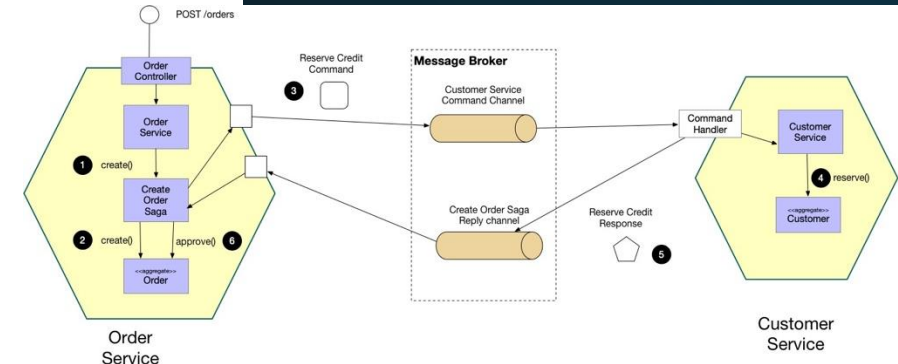 POST /orders
Order
Controller
Order
Service
1
create()
Create
Order
Saga
2
create()
approve()
6
<<aggregate>>
Order
Order
Service
Reserve Credit
Command
3
Message Broker
Customer Service
Command Channel
Create Order Saga
Reply channel
Reserve Credit
Response
5
Command
Handler
Customer
Service
4
reserve()
<<aggregate>>
Customer
Customer
Service